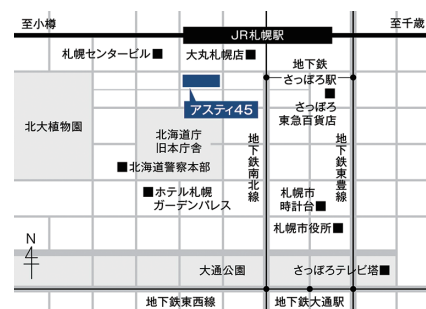 至小樽
JR札幌駅
至千歳
札幌センタービル
大丸札幌店
地下鉄
さっぽろ駅
アスティ45
さっぽろ
東急百貨店
北大植物園
北海道庁
旧本庁舎
地下鉄南北線
地下鉄東豊線
北海道警察本部
ホテル札幌
ガーデンパレス
札幌市
時計台
札幌市役所
N
大通公園
さっぽろテレビ塔
地下鉄東西線
地下鉄大通駅